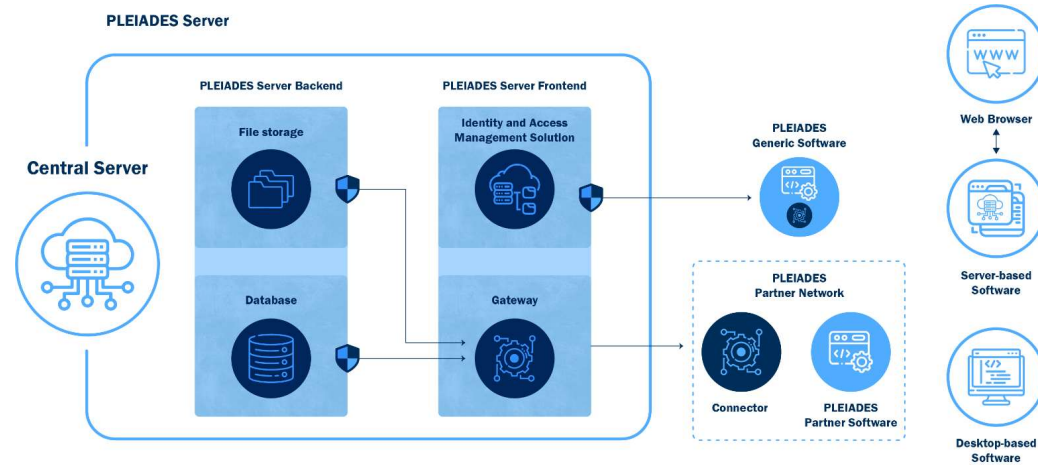 PLEIADES Server
PLEIADES Server Backend
PLEIADES Server Frontend
File storage
Identity and Access
Management Solution
PLEIADES
Generic Software
Web Browser
WWW
Central Server
Database
Gateway
PLEIADES
Partner Network
Connector
PLEIADES
Partner Software
Server-based
Software
Desktop-based
Software